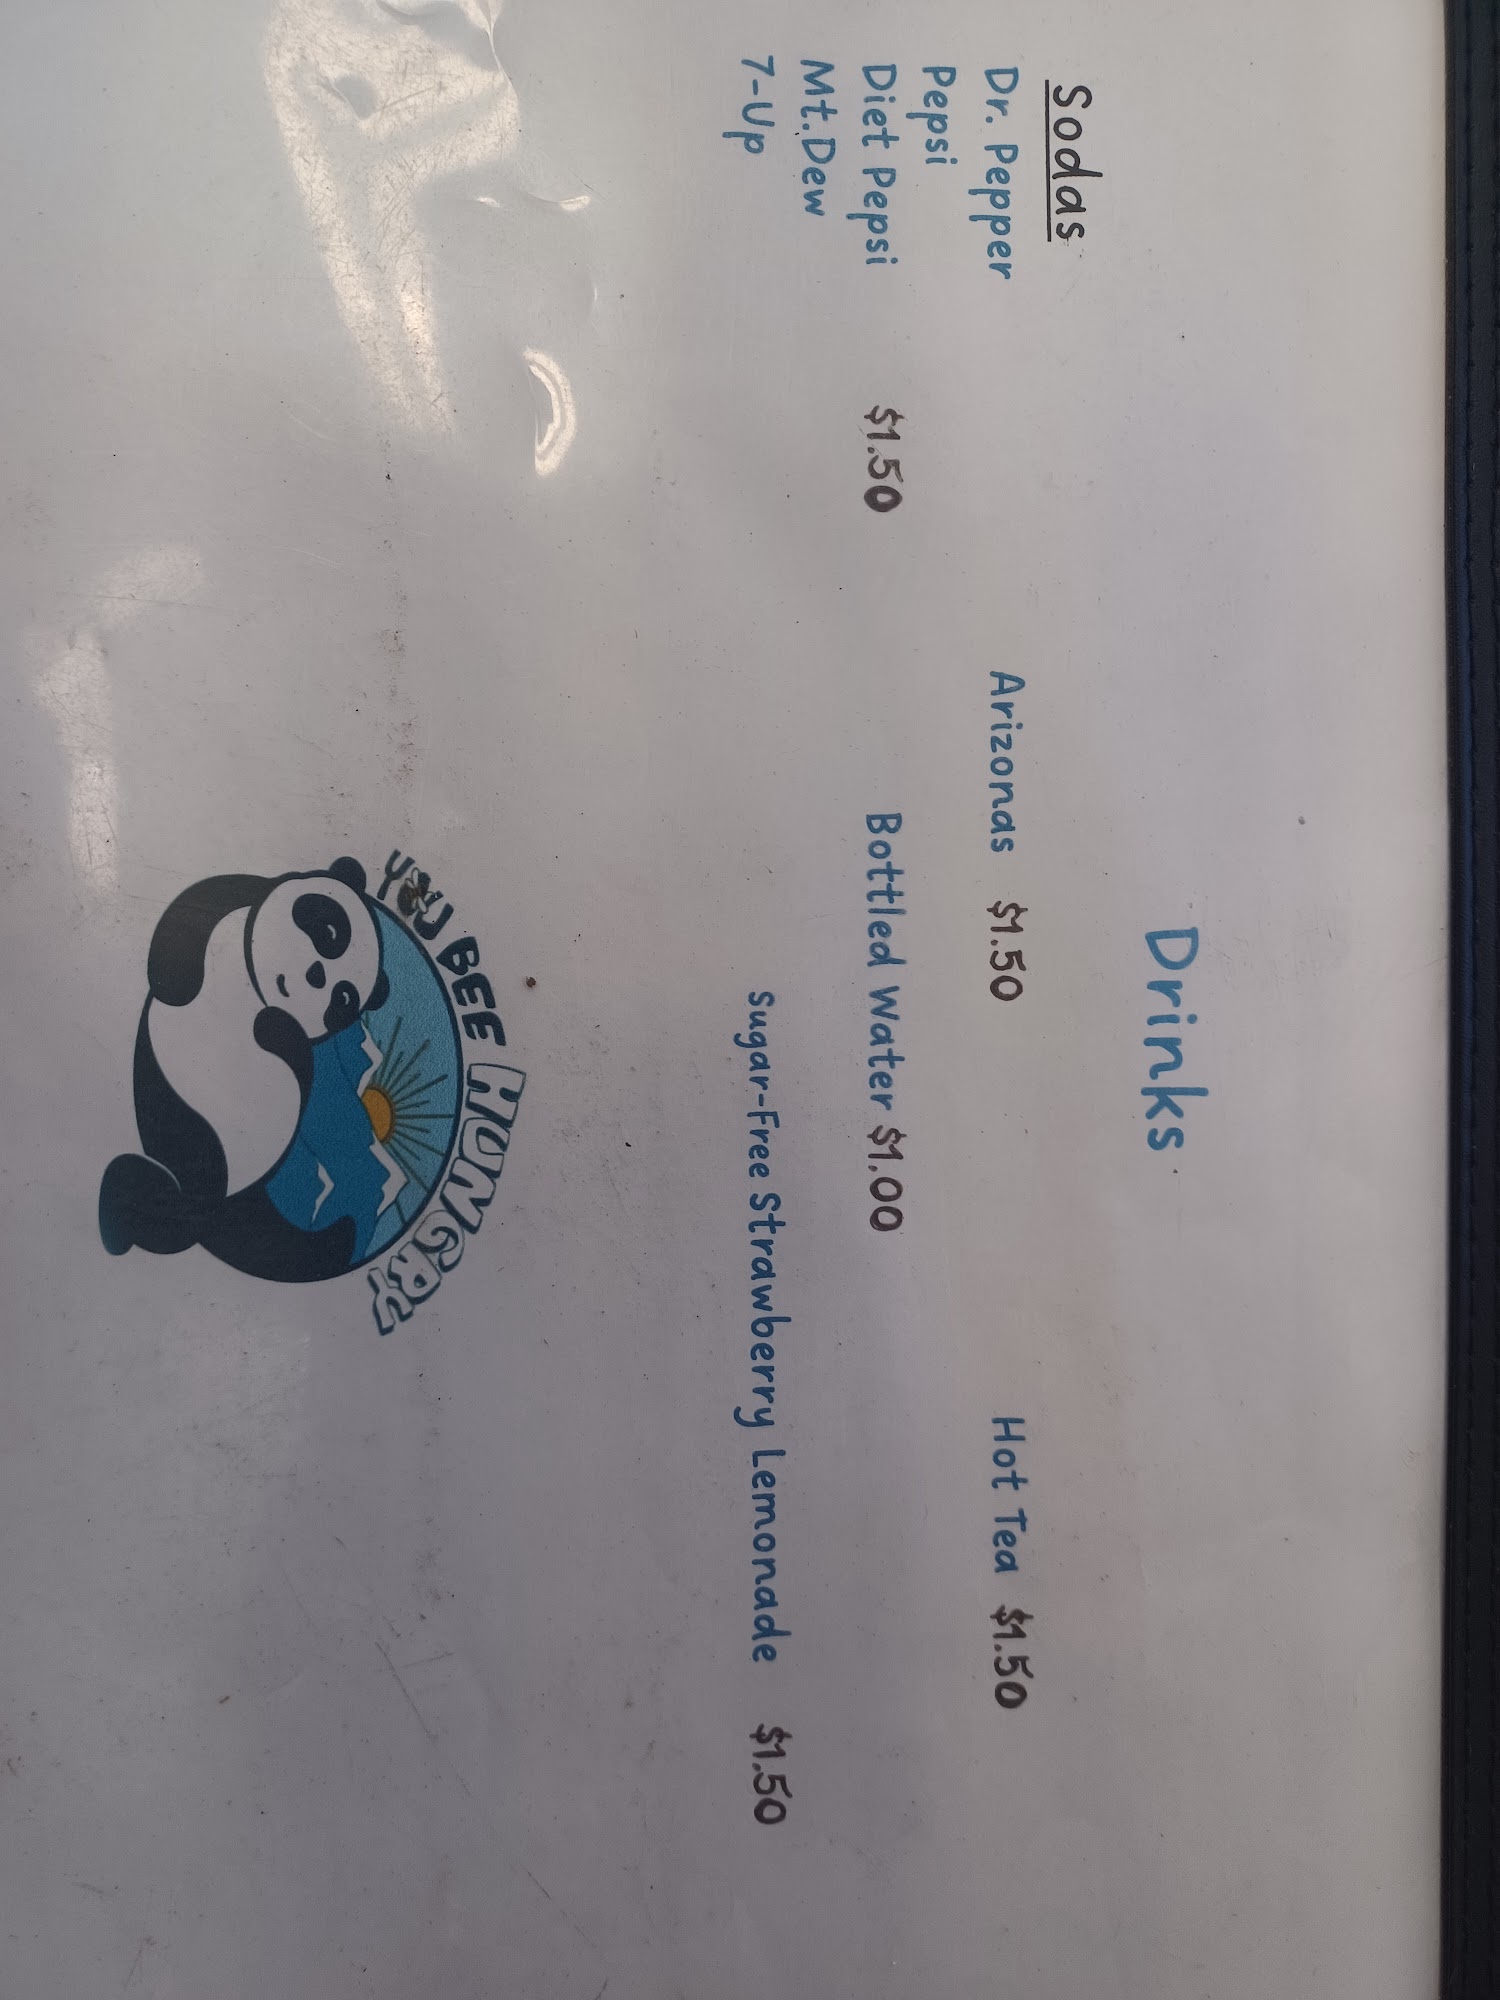 Drinks
Sodas
Dr. Pepper
Pepsi
Diet Pepsi $1.50
Mt.Dew
7-Up
Arizonas $1.50
Hot Tea $1.50
Bottled Water $1.00
Sugar-Free Strawberry Lemonade $1.50
YOU BEE HUNGRY